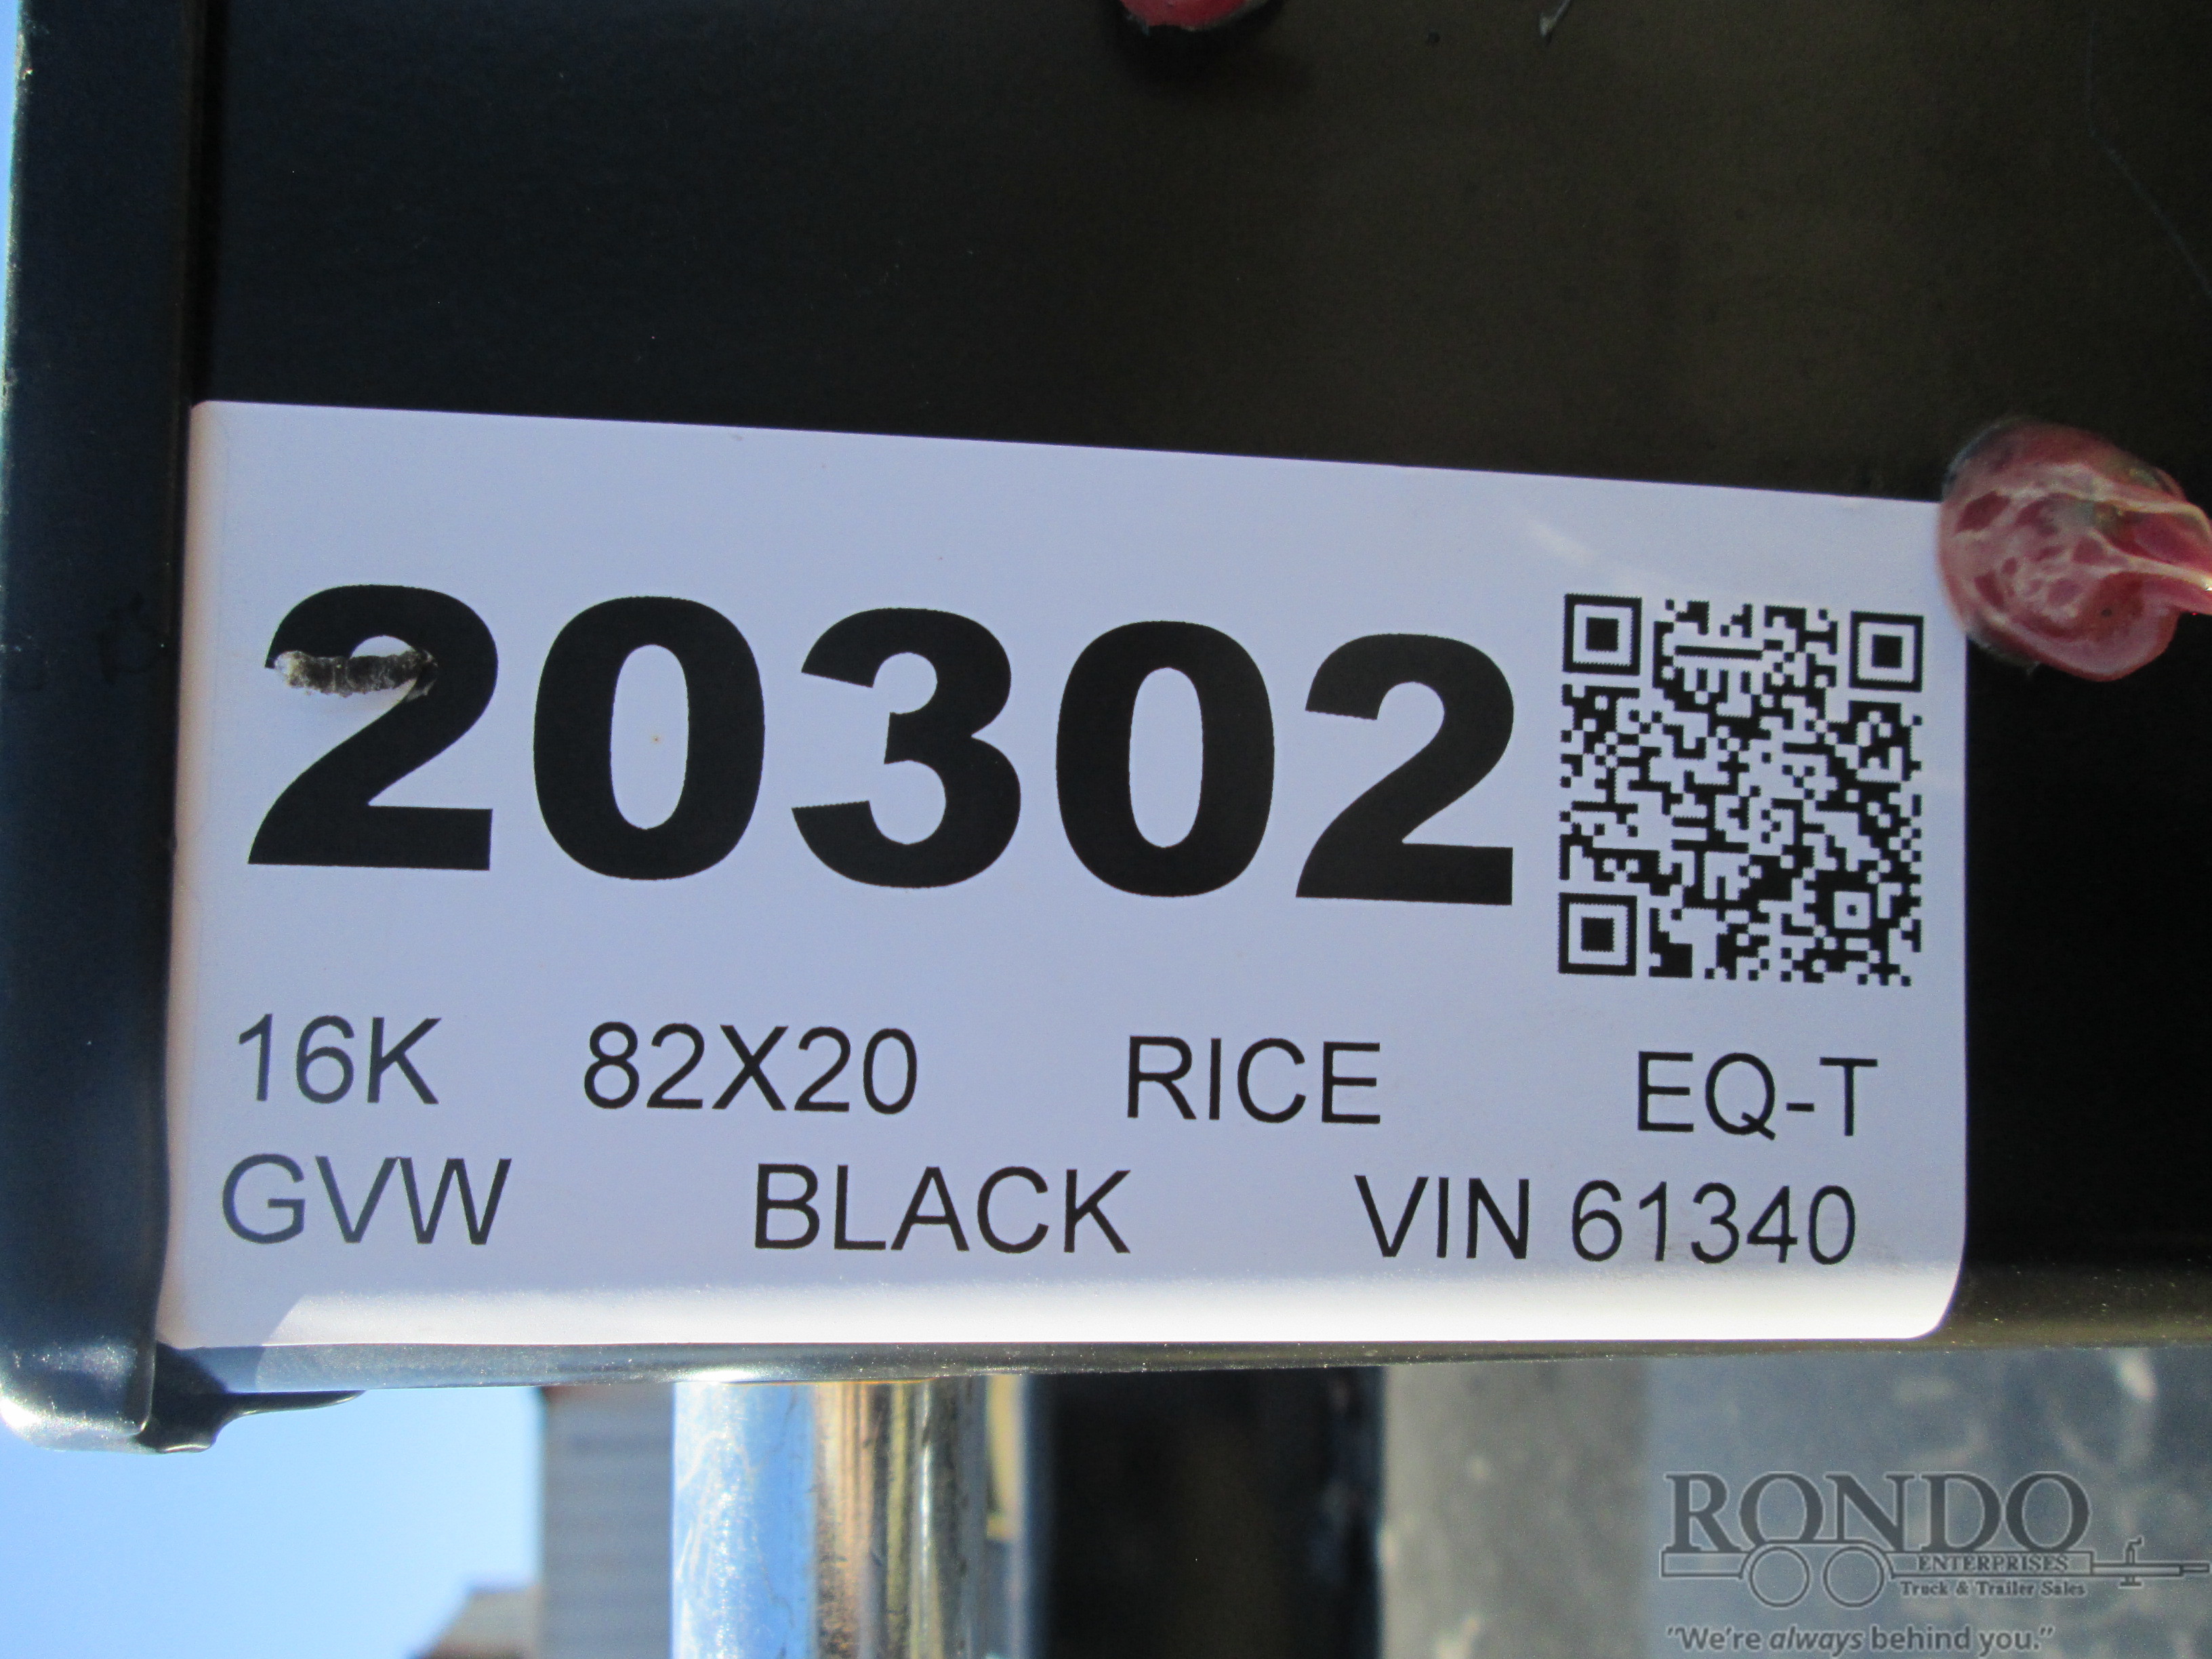 20302
16K 82X20 RICE EQ-T
GVW BLACK VIN 61340
RONDO
ENTERPRISES
Truck & Trailer Sales
"We're always behind you."